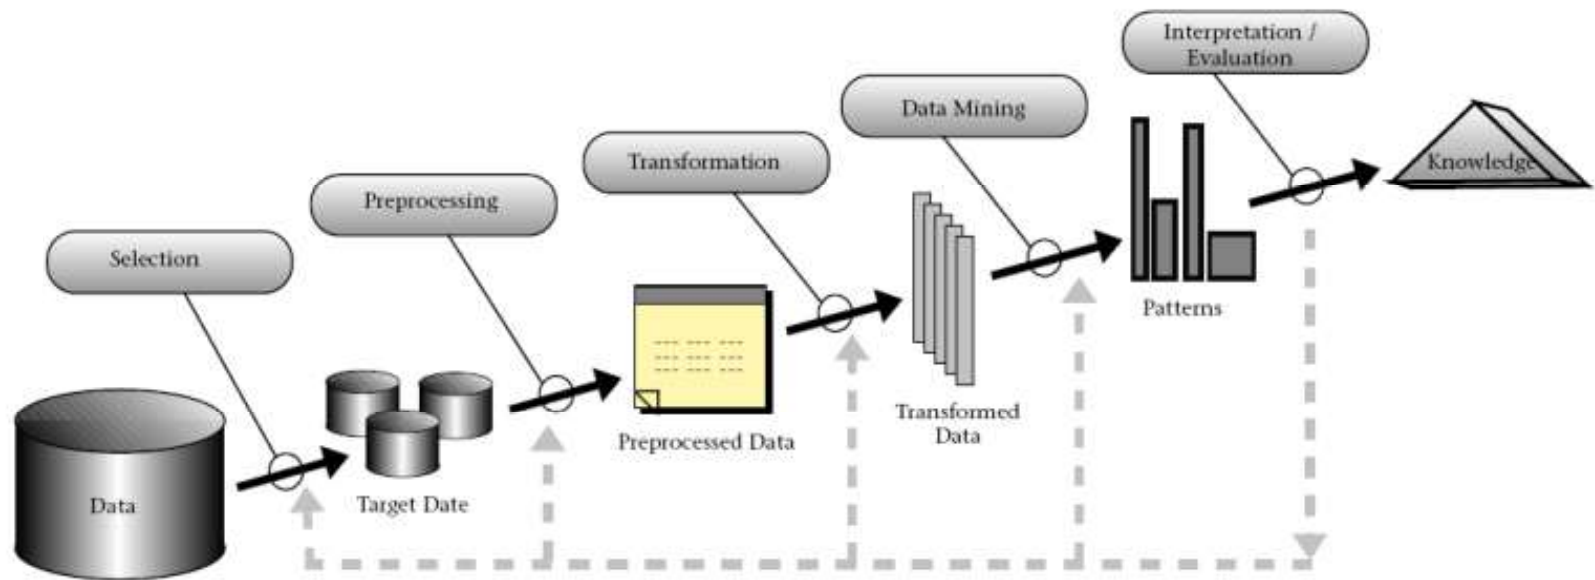 Interpretation /
Evaluation
Data Mining
Transformation
Knowledge
Preprocessing
Selection
Patterns
Transformed
Data
Preprocessed Data
Target Date
Data